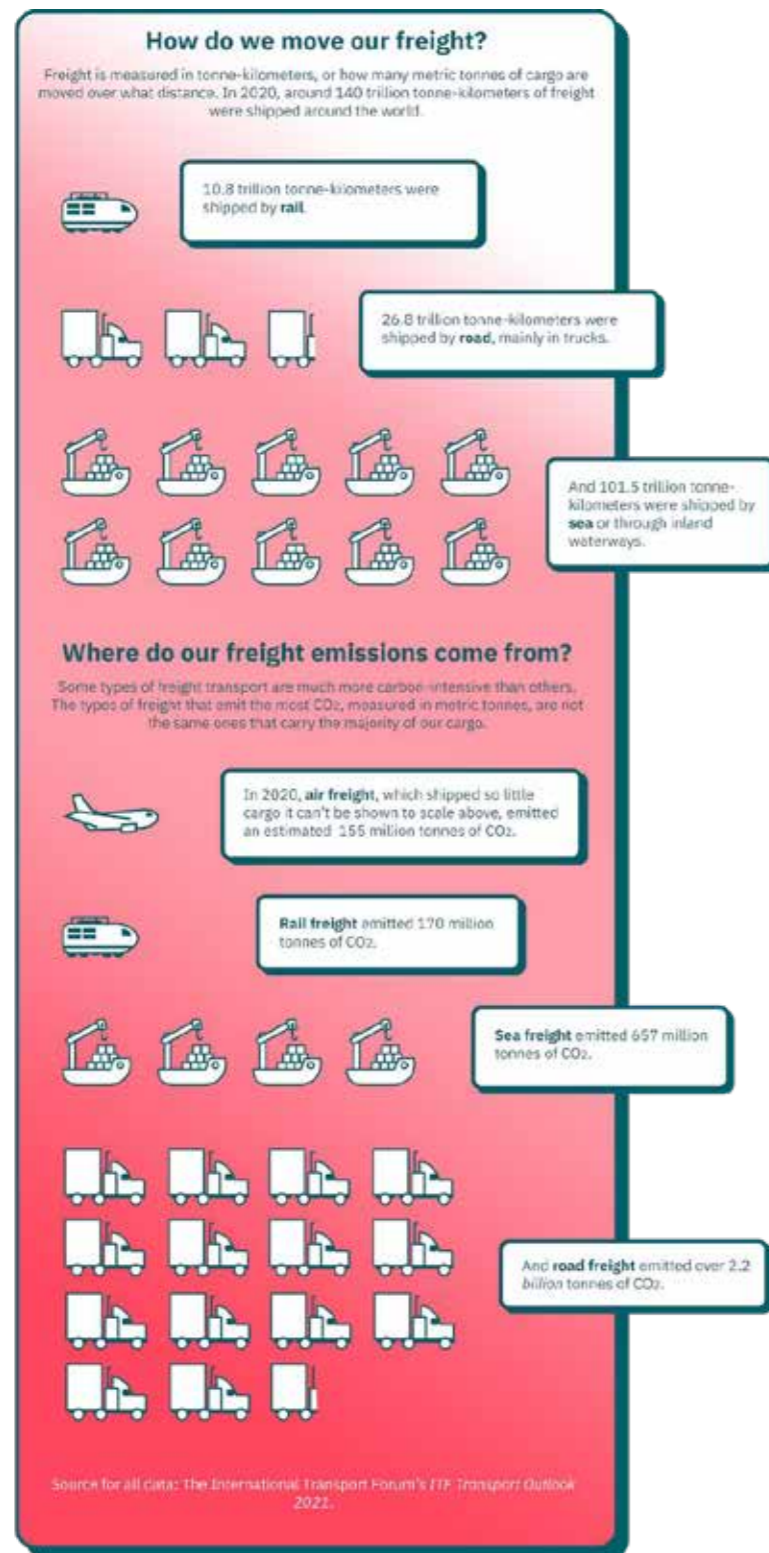 How do we move our freight?
Freight is measured in tonne-kilometers, or how many metric tonnes of cargo are
moved over what distance. In 2020, around 140 trillion tonne-kilometers of freight
were shipped around the world.
10.8 trillion tonne-kilometers were
shipped by rail.
26.8 trillion tonne-kilometers were
shipped by road, mainly in trucks.
And 101.5 trillion tonne-
kilometers were shipped by
sea or through inland
waterways.
Where do our freight emissions come from?
Some types of freight transport are much more carbon-intensive than others.
The types of freight that emit the most CO₂, measured in metric tonnes, are not
the same ones that carry the majority of our cargo.
In 2020, air freight, which shipped so little
cargo it can't be shown to scale above, emitted
an estimated 155 million tonnes of CO₂.
Rail freight emitted 170 million
tonnes of CO₂.
Sea freight emitted 657 million
tonnes of CO₂.
And road freight emitted over 2.2
billion tonnes of CO₂.
Source for all data: The International Transport Forum's ITF Transport Outlook
2021.